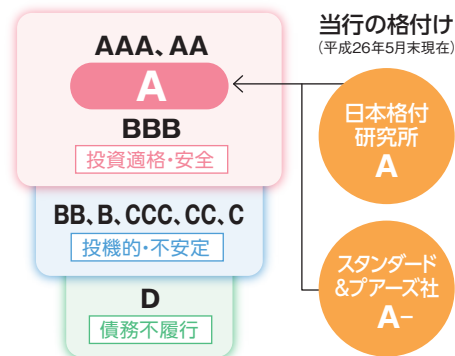 AAA、AA
A
BBB
投資適格・安全
BB、B、CCC、CC、C
投機的・不安定
D
債務不履行
当行の格付け
(平成26年5月末現在)
日本格付
研究所
A
スタンダード
&プアーズ社
A−